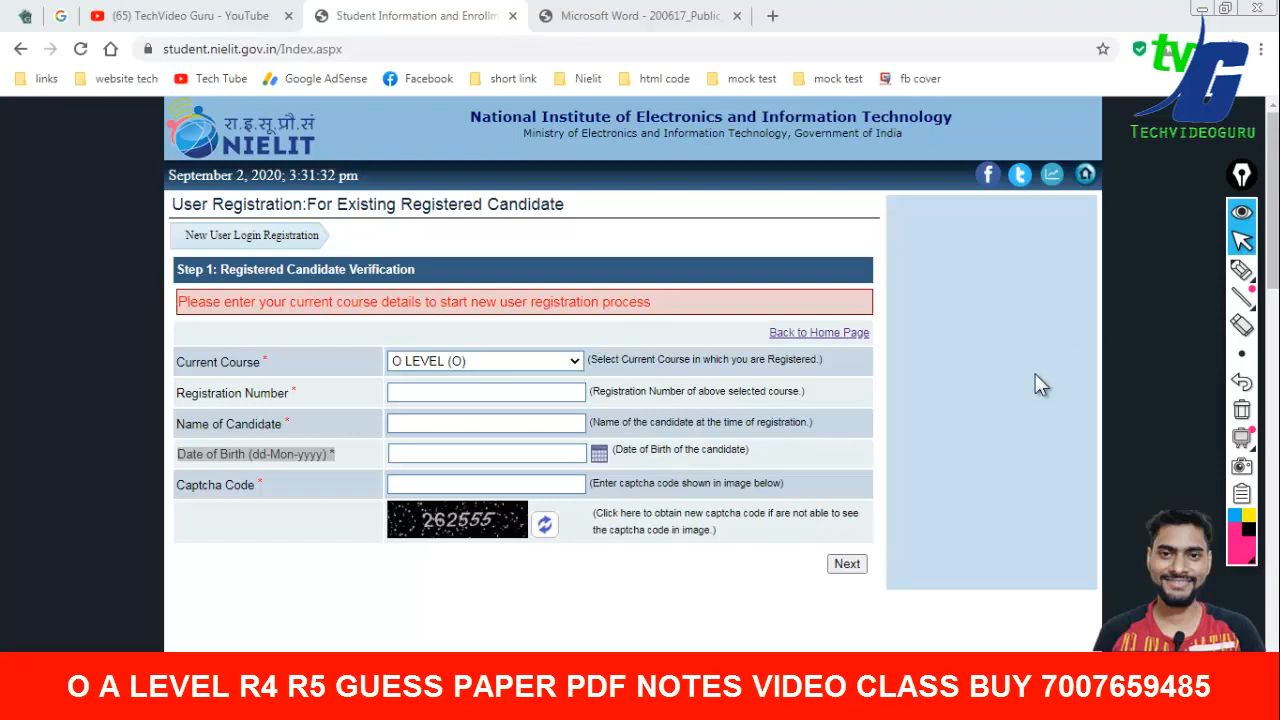 (65) TechVideo Guru - YouTube
Student Information and Enrollm
Microsoft Word - 200617_Public_
student.nielit.gov.in/Index.aspx
links
website tech
Tech Tube
Google AdSense
Facebook
short link
Nielit
html code
mock test
mock test
fb cover
tvG
TECHVIDEOGURU
रा.इ.सू.प्रौ.सं
NIELIT
National Institute of Electronics and Information Technology
Ministry of Electronics and Information Technology, Government of India
September 2, 2020; 3:31:32 pm
User Registration:For Existing Registered Candidate
New User Login Registration
Step 1: Registered Candidate Verification
Please enter your current course details to start new user registration process
Back to Home Page
Current Course * O LEVEL (O) (Select Current Course in which you are Registered.)
Registration Number * (Registration Number of above selected course.)
Name of Candidate * (Name of the candidate at the time of registration.)
Date of Birth (dd-Mon-yyyy) * (Date of Birth of the candidate)
Captcha Code * (Enter captcha code shown in image below)
262555 (Click here to obtain new captcha code if are not able to see
the captcha code in image.)
Next
O A LEVEL R4 R5 GUESS PAPER PDF NOTES VIDEO CLASS BUY 7007659485